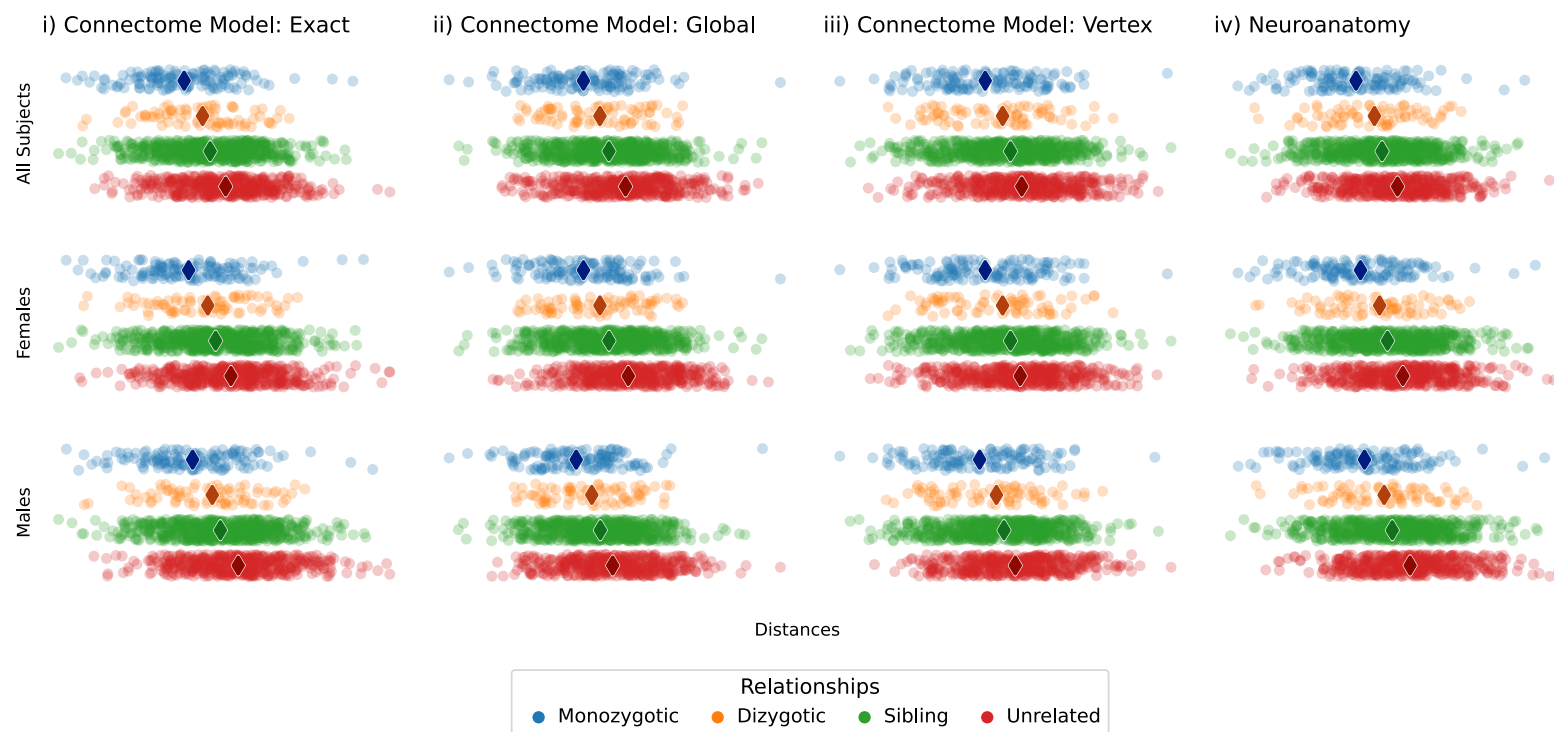 i) Connectome Model: Exact
ii) Connectome Model: Global
iii) Connectome Model: Vertex
iv) Neuroanatomy
All Subjects
Females
Males
Distances
Relationships
Monozygotic
Dizygotic
Sibling
Unrelated